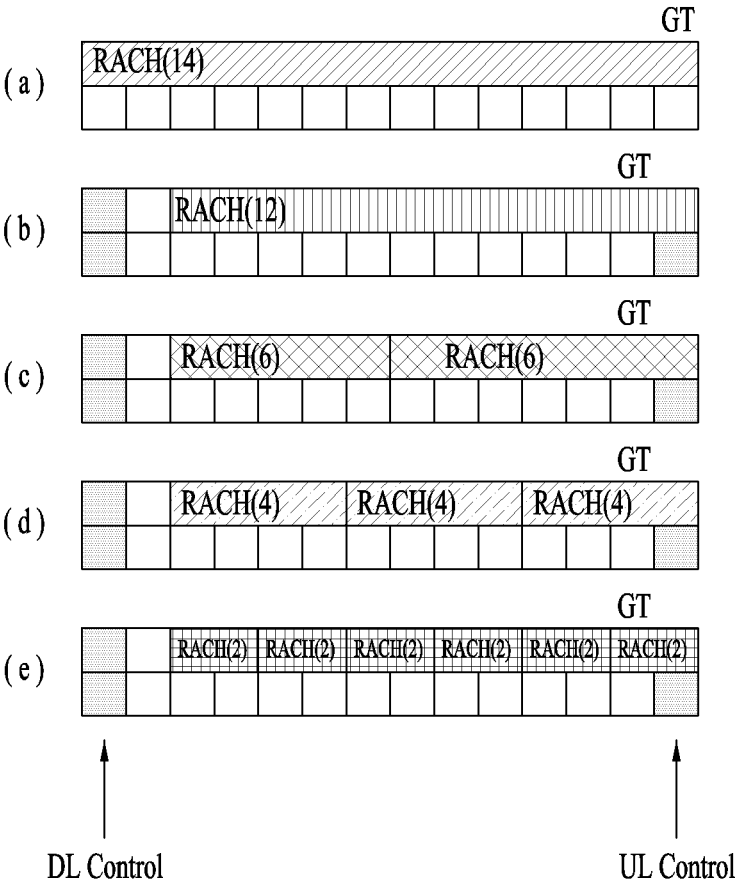 GT
(a) RACH(14)
GT
(b) RACH(12)
GT
(c) RACH(6) RACH(6)
GT
(d) RACH(4) RACH(4) RACH(4)
GT
(e) RACH(2) RACH(2) RACH(2) RACH(2) RACH(2) RACH(2)
DL Control UL Control